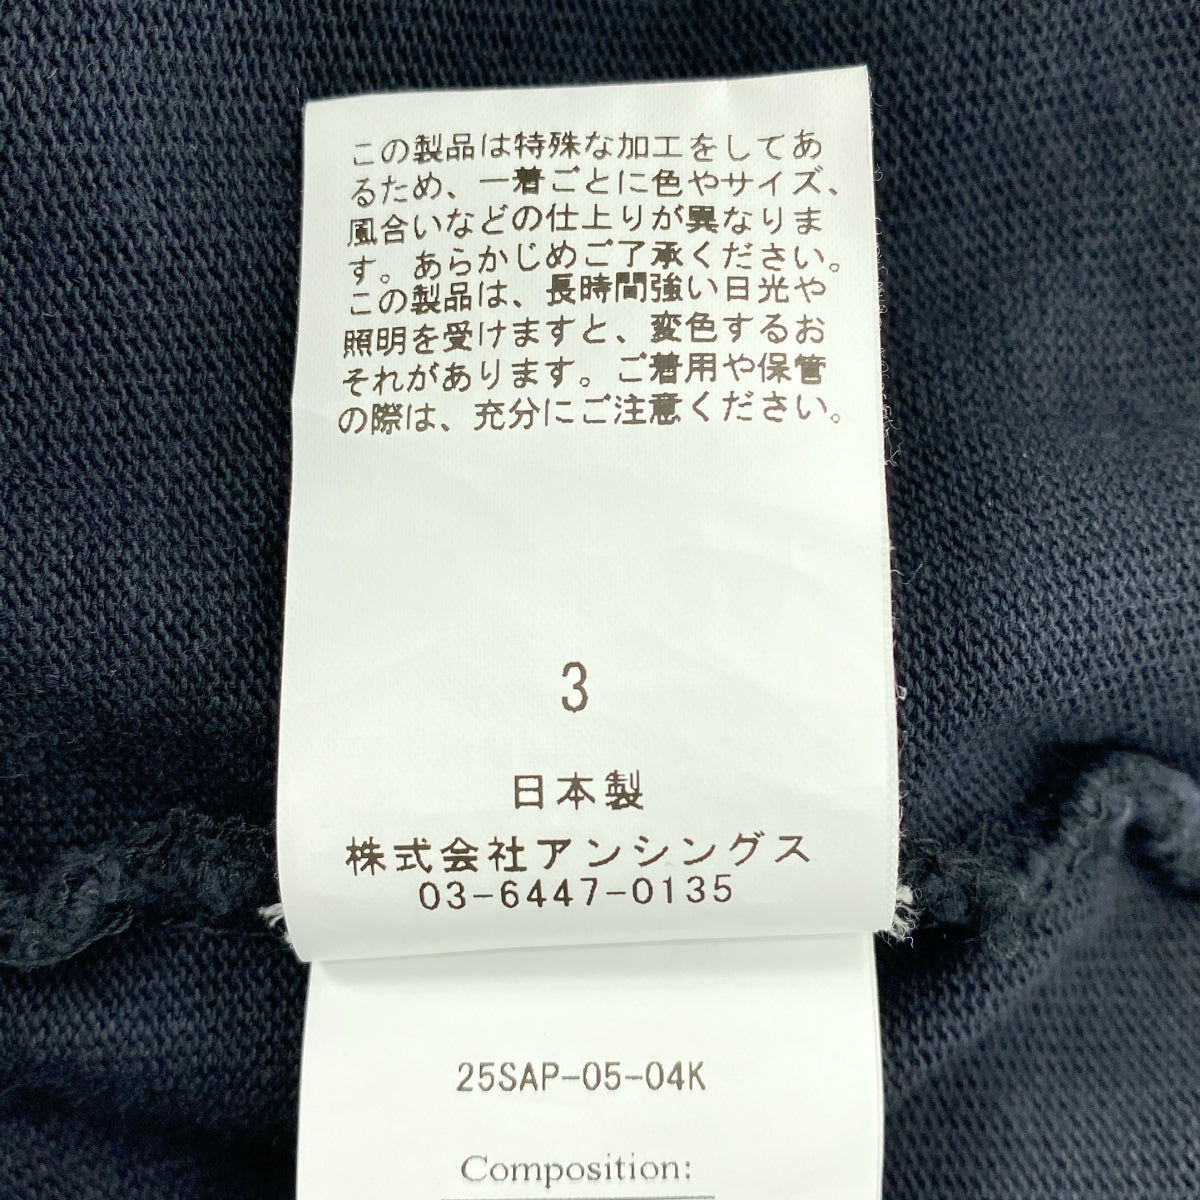 この製品は特殊な加工をしてあ
るため、一着ごとに色やサイズ、
風合いなどの仕上りが異なりま
す。あらかじめご了承ください。
この製品は、長時間強い日光や
照明を受けますと、変色するお
それがあります。ご着用や保管
の際は、充分にご注意ください。
3
日本製
株式会社アンシングス
03-6447-0135
25SAP-05-04K
Composition: